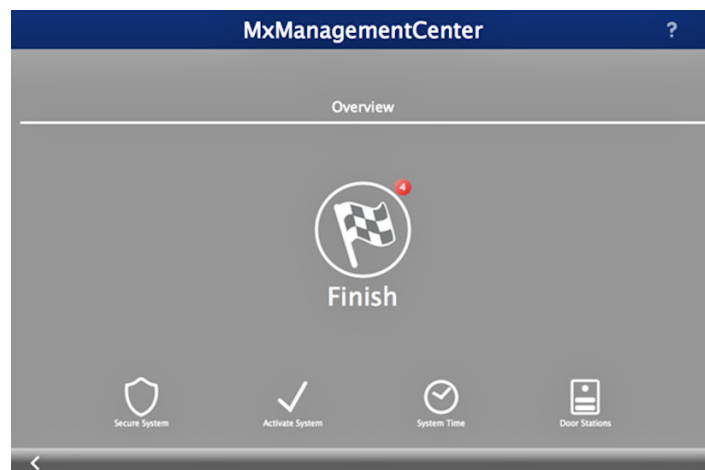 MxManagementCenter ?
Overview
4
Finish
Secure System Activate System System Time Door Stations